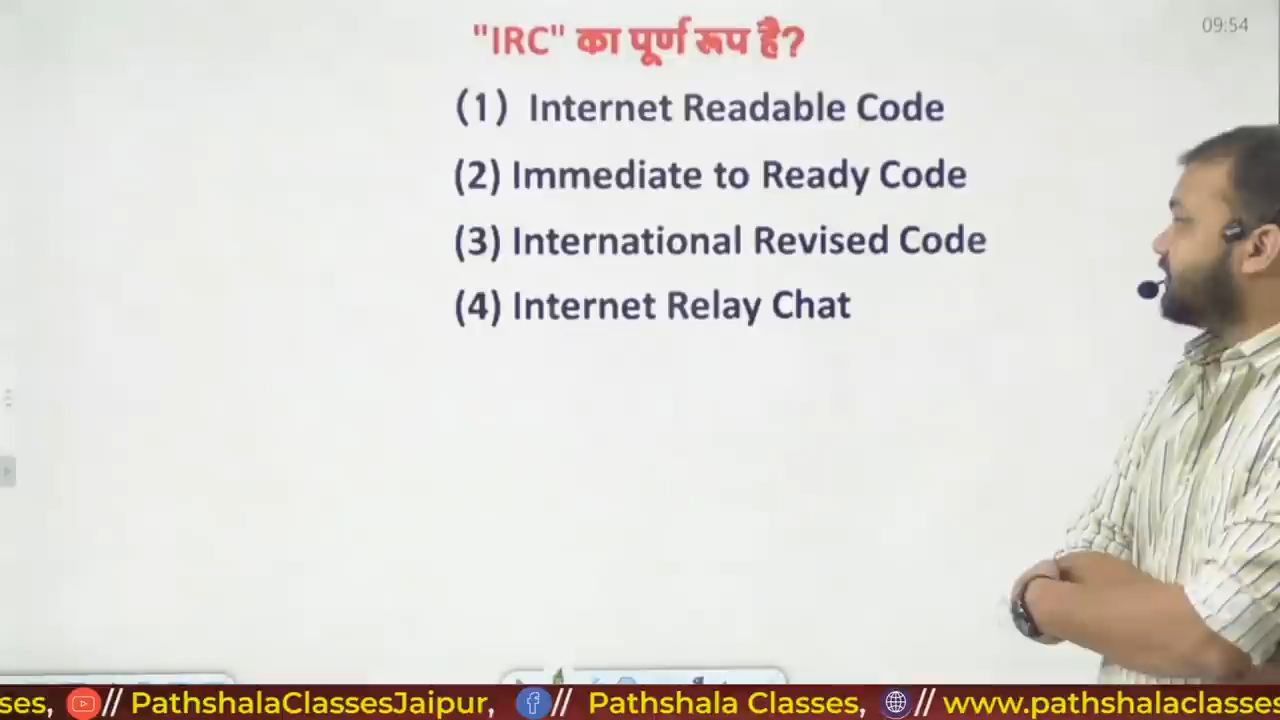 "IRC" का पूर्ण रूप है?
09:54
(1) Internet Readable Code
(2) Immediate to Ready Code
(3) International Revised Code
(4) Internet Relay Chat
ses, // PathshalaClassesJaipur, // Pathshala Classes, // www.pathshalaclasses